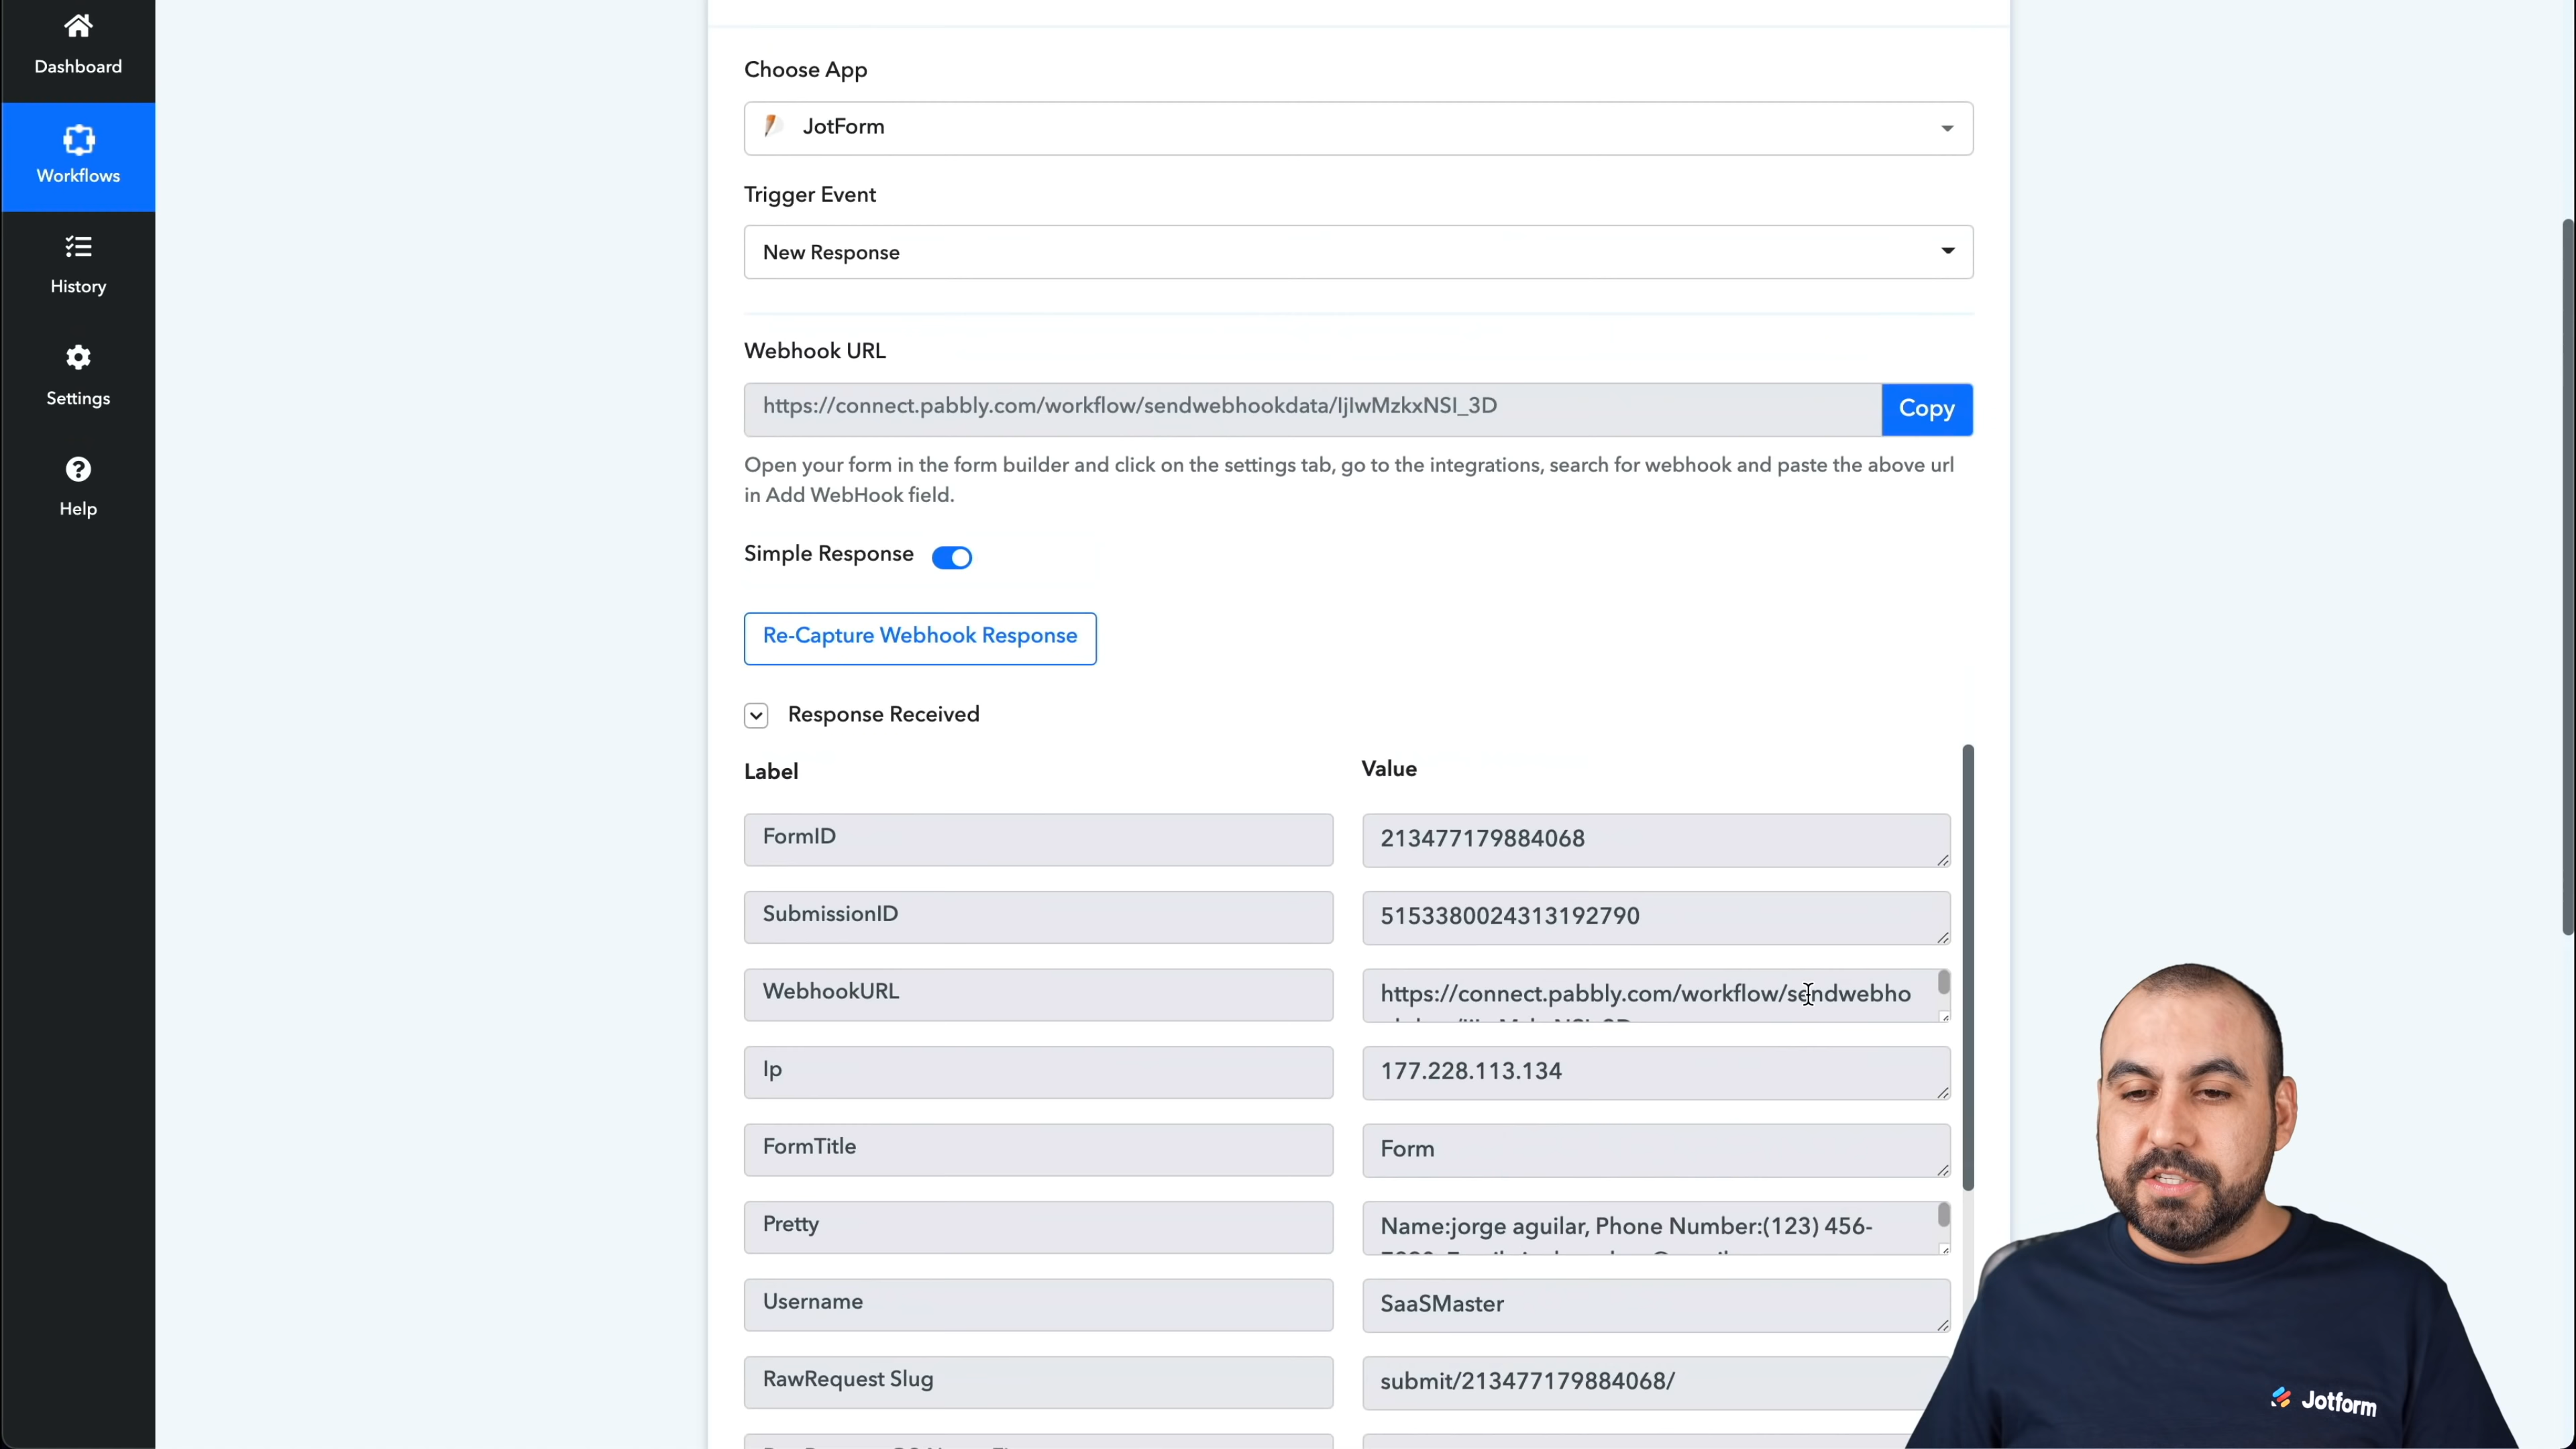 Dashboard
Workflows
History
Settings
Help
Choose App
JotForm
Trigger Event
New Response
Webhook URL
https://connect.pabbly.com/workflow/sendwebhookdata/IjIwMzkxNSI_3D
Copy
Open your form in the form builder and click on the settings tab, go to the integrations, search for webhook and paste the above url
in Add WebHook field.
Simple Response
Re-Capture Webhook Response
Response Received
Label Value
FormID 213477179884068
SubmissionID 5153380024313192790
WebhookURL https://connect.pabbly.com/workflow/sendwebho
Ip 177.228.113.134
FormTitle Form
Pretty Name:jorge aguilar, Phone Number:(123) 456-
Username SaaSMaster
RawRequest Slug submit/213477179884068/
Jotform